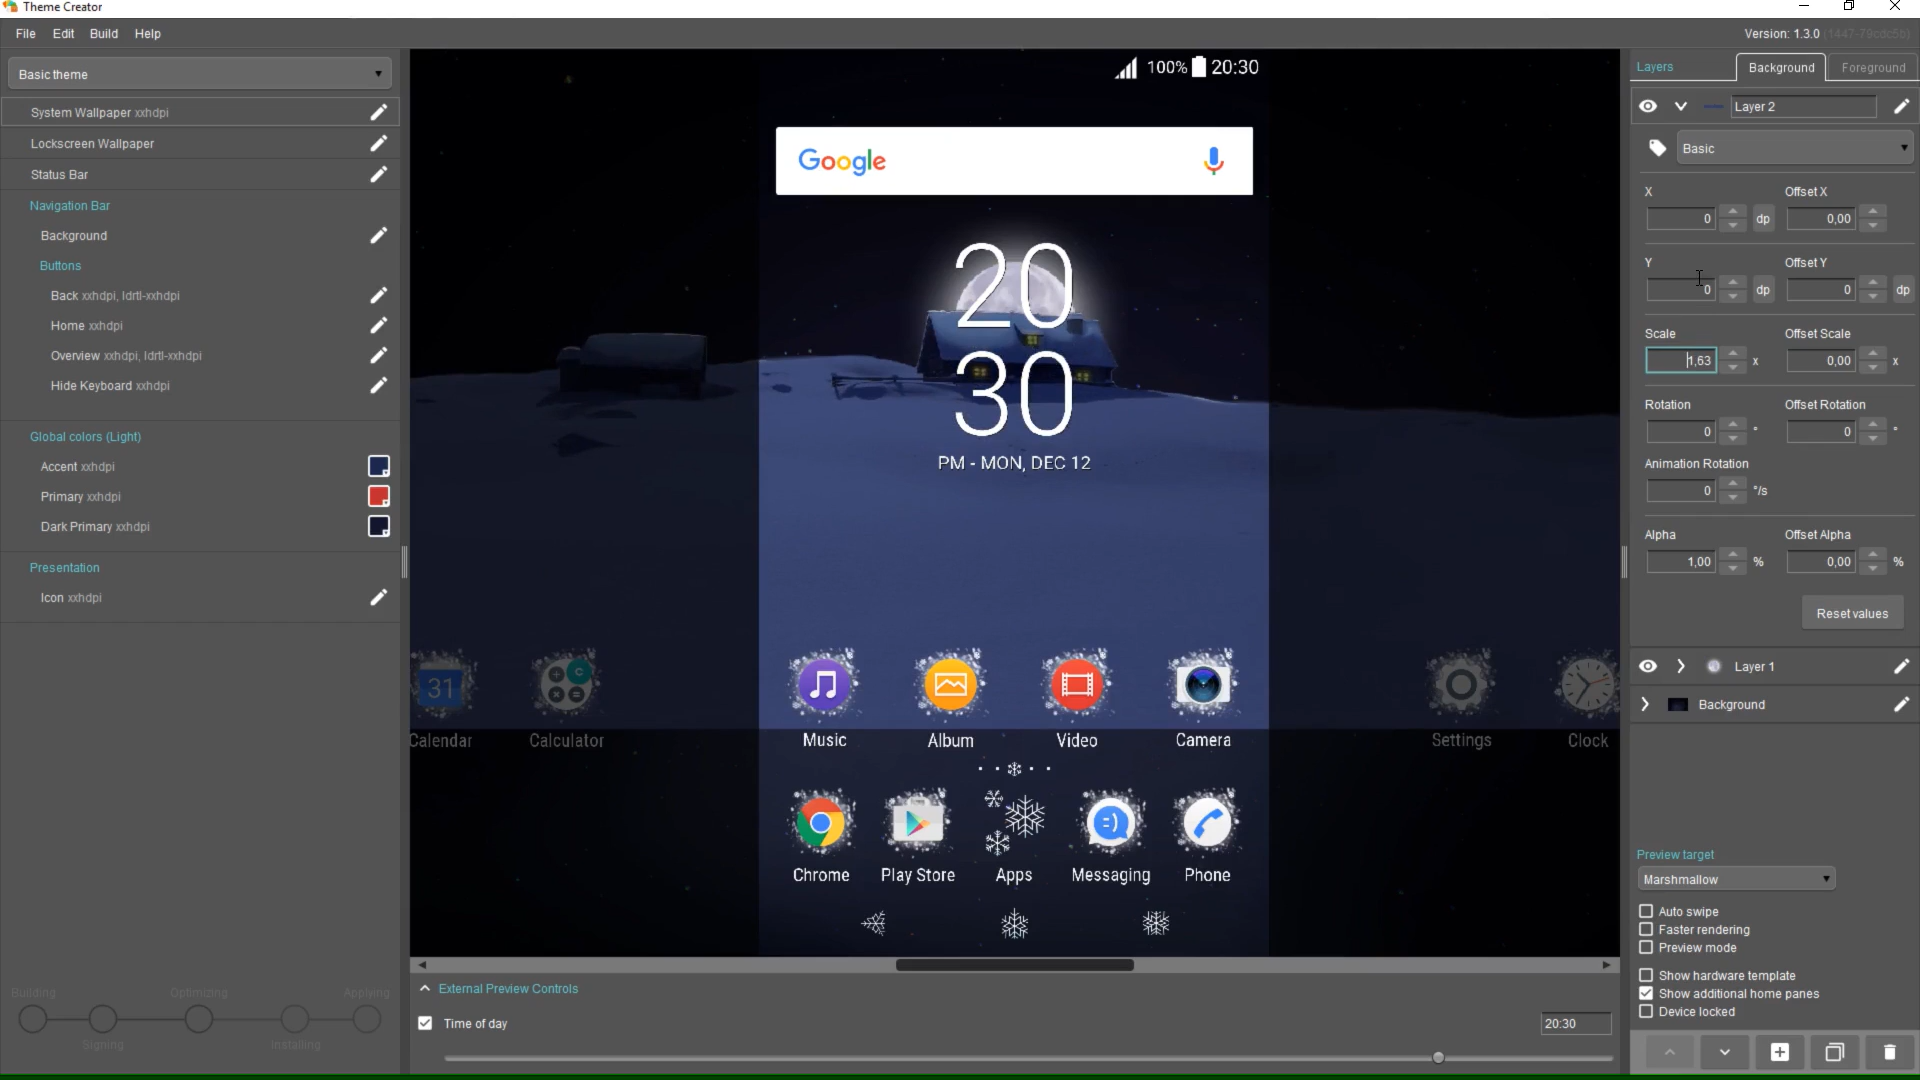 Theme Creator
File Edit Build Help
Version: 1.3.0 (1447-79cdc5b)
Basic theme
System Wallpaper xxhdpi
Lockscreen Wallpaper
Status Bar
Navigation Bar
Background
Buttons
Back xxhdpi, ldrtl-xxhdpi
Home xxhdpi
Overview xxhdpi, ldrtl-xxhdpi
Hide Keyboard xxhdpi
Global colors (Light)
Accent xxhdpi
Primary xxhdpi
Dark Primary xxhdpi
Presentation
Icon xxhdpi
Building Optimizing Applying
Signing Installing
100% 20:30
Google
20
30
PM - MON, DEC 12
31
Calendar Calculator Music Album Video Camera Settings Clock
Chrome Play Store Apps Messaging Phone
External Preview Controls
Time of day 20:30
Layers Background Foreground
Layer 2
Basic
X Offset X
0 dp 0,00
Y Offset Y
0 dp 0 dp
Scale Offset Scale
1,63 x 0,00 x
Rotation Offset Rotation
0 ° 0 °
Animation Rotation
0 °/s
Alpha Offset Alpha
1,00 % 0,00 %
Reset values
Layer 1
Background
Preview target
Marshmallow
Auto swipe
Faster rendering
Preview mode
Show hardware template
Show additional home panes
Device locked